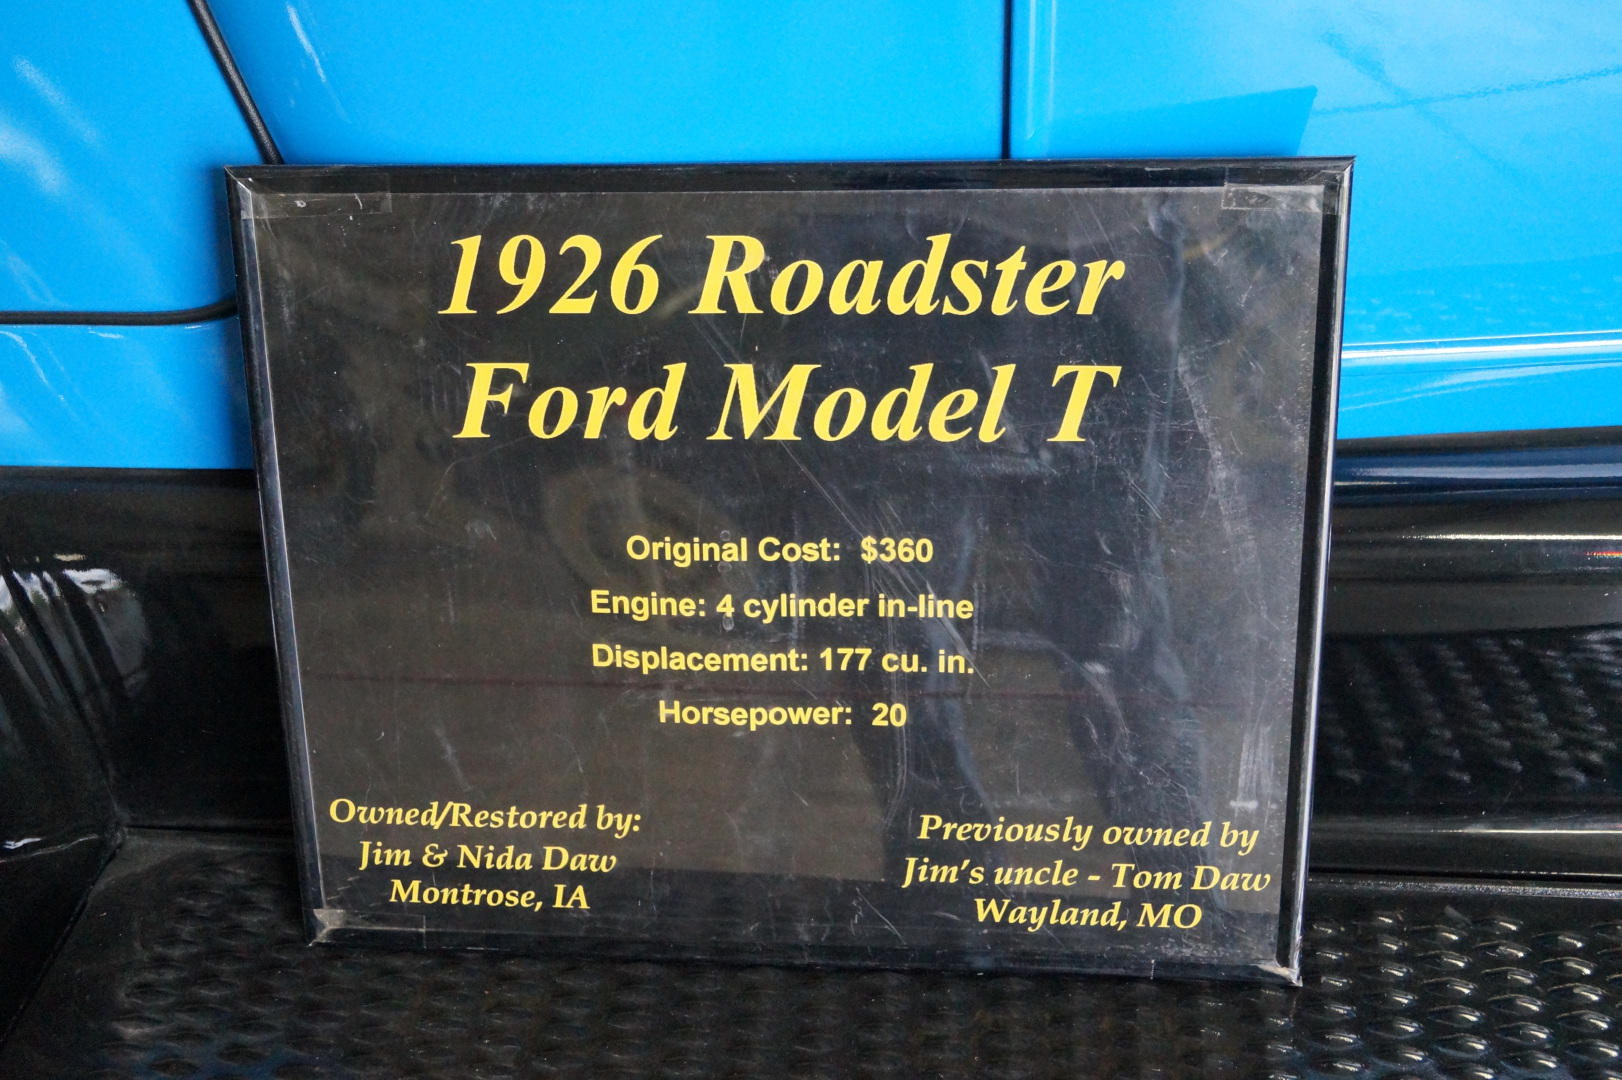 1926 Roadster
Ford Model T
Original Cost: $360
Engine: 4 cylinder in-line
Displacement: 177 cu. in.
Horsepower: 20
Owned/Restored by:
Jim & Nida Daw
Montrose, IA
Previously owned by
Jim's uncle - Tom Daw
Wayland, MO